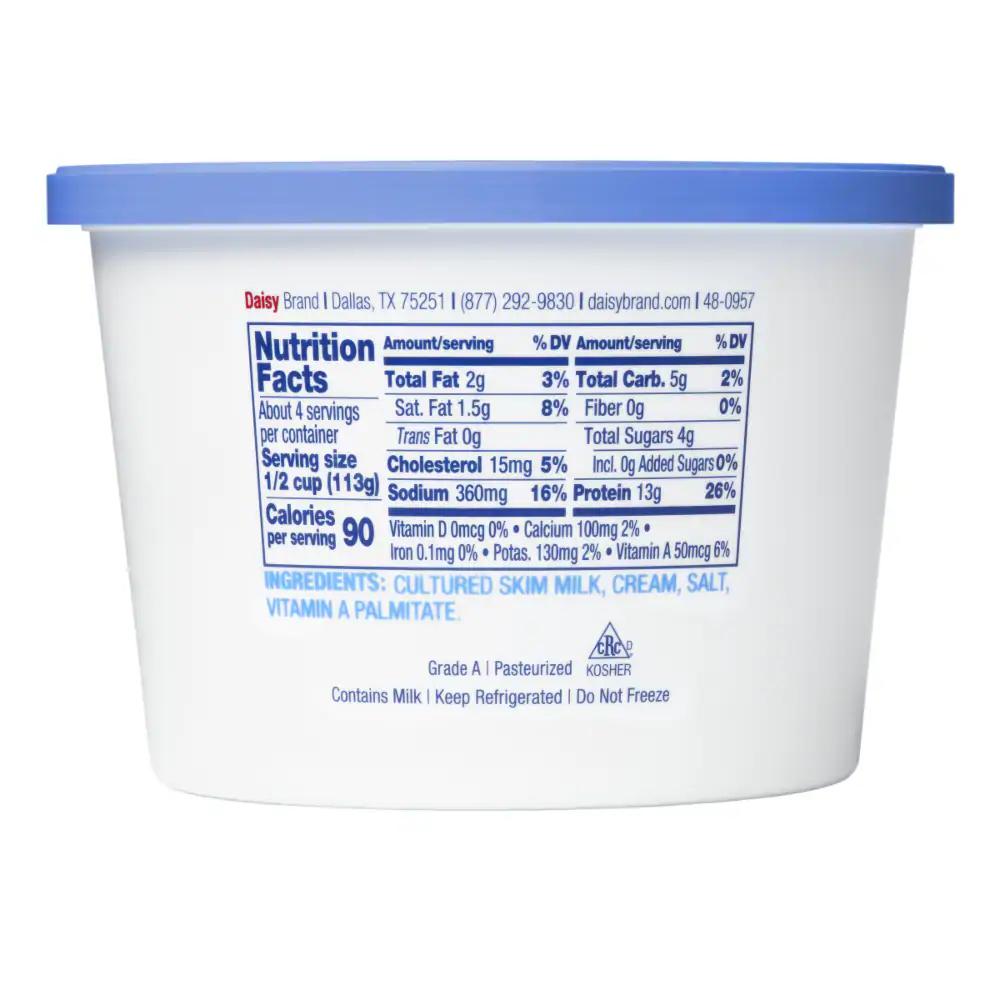 Daisy Brand | Dallas, TX 75251 | (877) 292-9830 | daisybrand.com | 48-0957
Nutrition
Facts
About 4 servings
per container
Serving size
1/2 cup (113g)
Calories
per serving 90
Amount/serving % DV
Total Fat 2g 3%
Sat. Fat 1.5g 8%
Trans Fat 0g
Cholesterol 15mg 5%
Sodium 360mg 16%
Amount/serving % DV
Total Carb. 5g 2%
Fiber 0g 0%
Total Sugars 4g
Incl. 0g Added Sugars 0%
Protein 13g 26%
Vitamin D 0mcg 0% • Calcium 100mg 2% •
Iron 0.1mg 0% • Potas. 130mg 2% • Vitamin A 50mcg 6%
INGREDIENTS: CULTURED SKIM MILK, CREAM, SALT,
VITAMIN A PALMITATE.
cRc D
KOSHER
Grade A | Pasteurized
Contains Milk | Keep Refrigerated | Do Not Freeze